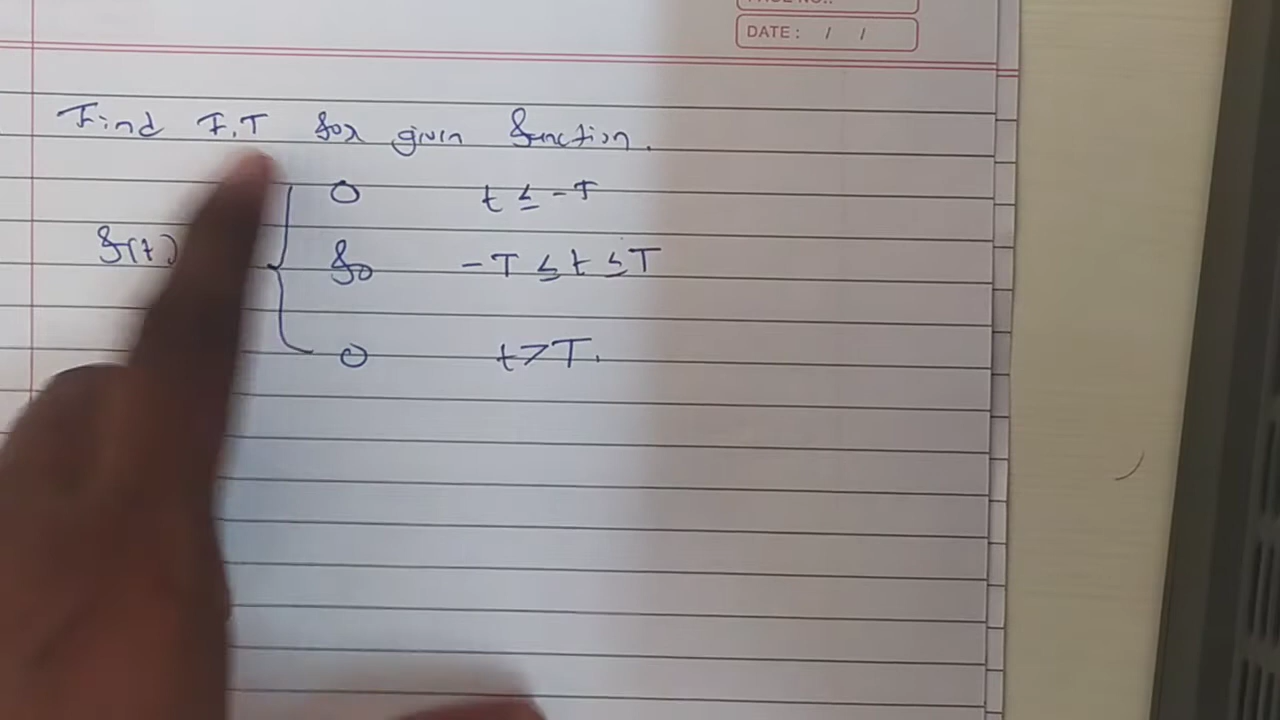 DATE : / /
Find F.T for given function.
0 t ≤ -T
f(t) f0 -T ≤ t ≤ T
0 t > T.